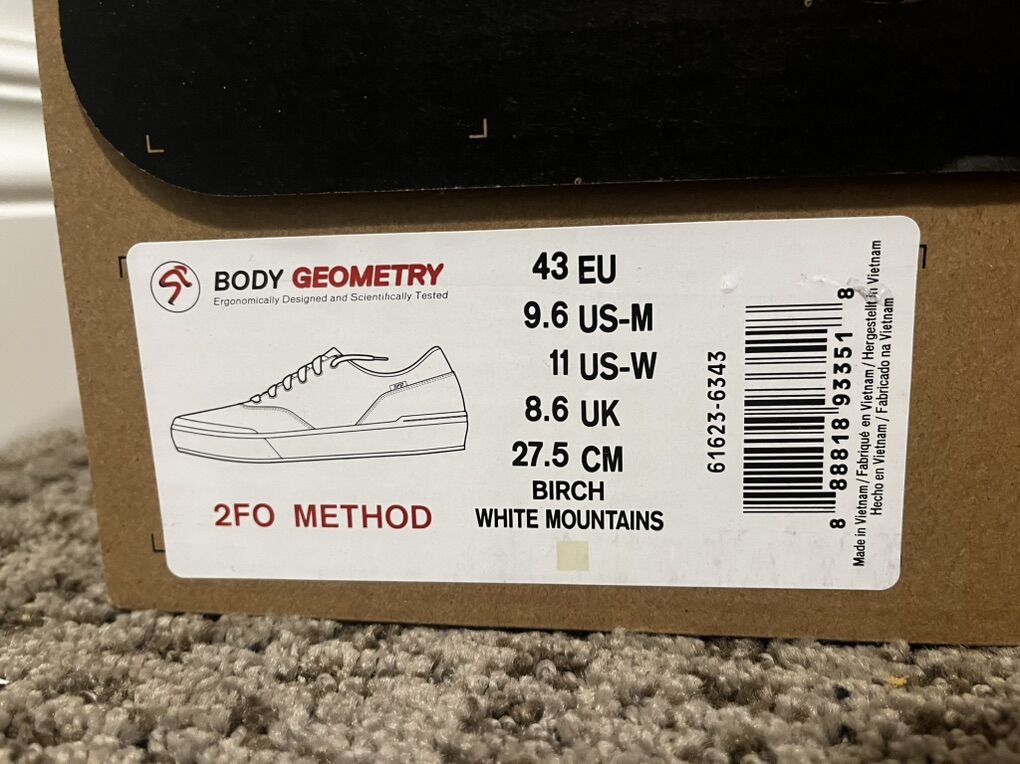 BODY GEOMETRY
Ergonomically Designed and Scientifically Tested
2FO METHOD
43 EU
9.6 US-M
11 US-W
8.6 UK
27.5 CM
BIRCH
WHITE MOUNTAINS
61623-6343
8 88818 93351 8
Made in Vietnam / Fabriqué en Vietnam / Hergestellt in Vietnam
Hecho en Vietnam / Fabricado na Vietnam